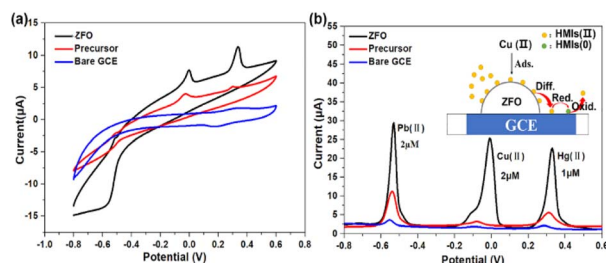 (a)
ZFO
Precursor
Bare GCE
Current(μA)
15
10
5
0
-5
-10
-15
-1.0 -0.8 -0.6 -0.4 -0.2 0.0 0.2 0.4 0.6 0.8
Potential (V)
(b)
ZFO
Precursor
Bare GCE
Cu (II)
Ads.
: HMIs(II)
: HMIs(0)
Diff.
Red.
Oxid.
ZFO
GCE
Pb(II)
2μM
Cu(II)
2μM
Hg(II)
1μM
Current (μA)
55
50
45
40
35
30
25
20
15
10
5
0
-0.8 -0.6 -0.4 -0.2 0.0 0.2 0.4 0.6
Potential (V)